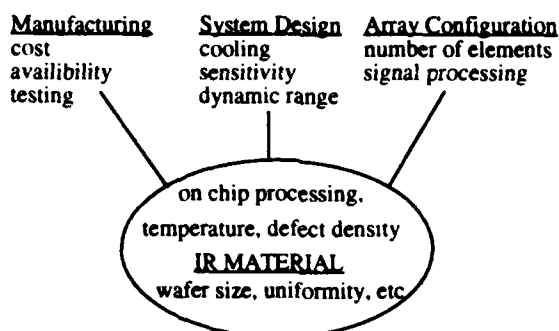 Manufacturing
cost
availibility
testing
System Design
cooling
sensitivity
dynamic range
Array Configuration
number of elements
signal processing
on chip processing,
temperature, defect density
IR MATERIAL
wafer size, uniformity, etc